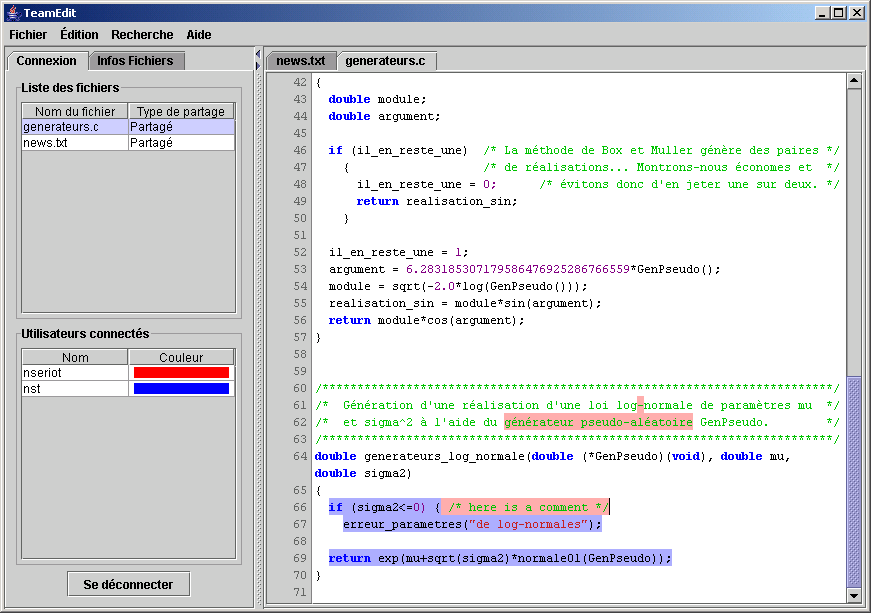 TeamEdit
Fichier Édition Recherche Aide
Connexion Infos Fichiers
Liste des fichiers
Nom du fichier Type de partage
generateurs.c Partagé
news.txt Partagé
Utilisateurs connectés
Nom Couleur
nseriot
nst
Se déconnecter
news.txt generateurs.c
42 {
43 double module;
44 double argument;
45
46 if (il_en_reste_une) /* La méthode de Box et Muller génère des paires */
47 { /* de réalisations... Montrons-nous économes et */
48 il_en_reste_une = 0; /* évitons donc d'en jeter une sur deux. */
49 return realisation_sin;
50 }
51
52 il_en_reste_une = 1;
53 argument = 6.283185307179586476925286766559*GenPseudo();
54 module = sqrt(-2.0*log(GenPseudo()));
55 realisation_sin = module*sin(argument);
56 return module*cos(argument);
57 }
58
59
60 /*************************************************************************/
61 /* Génération d'une réalisation d'une loi log-normale de paramètres mu */
62 /* et sigma^2 à l'aide du générateur pseudo-aléatoire GenPseudo. */
63 /*************************************************************************/
64 double generateurs_log_normale(double (*GenPseudo)(void), double mu,
double sigma2)
65 {
66 if (sigma2<=0) { /* here is a comment */
67 erreur_parametres("de log-normales");
68
69 return exp(mu+sqrt(sigma2)*normale01(GenPseudo));
70 }
71